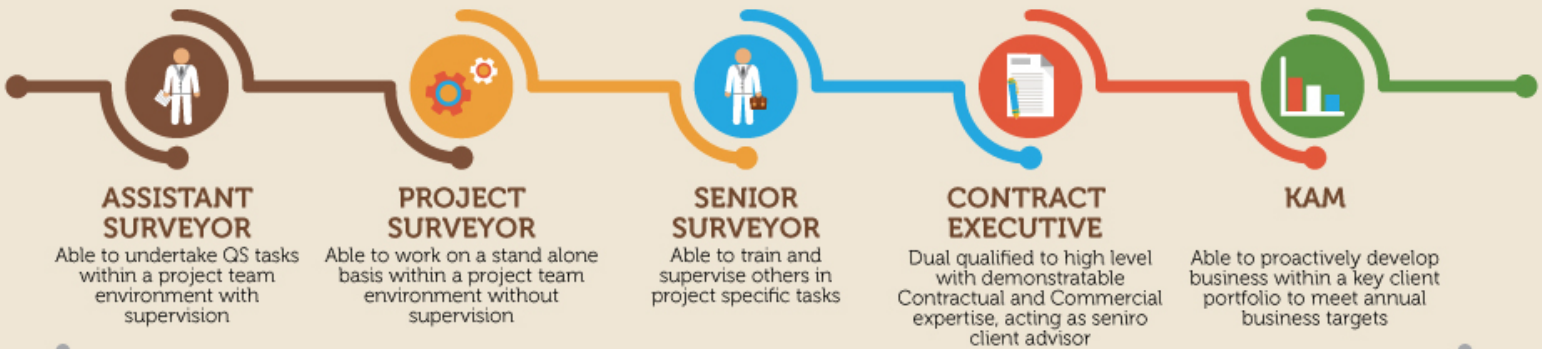 ASSISTANT
SURVEYOR
Able to undertake QS tasks
within a project team
environment with
supervision
PROJECT
SURVEYOR
Able to work on a stand alone
basis within a project team
environment without
supervision
SENIOR
SURVEYOR
Able to train and
supervise others in
project specific tasks
CONTRACT
EXECUTIVE
Dual qualified to high level
with demonstratable
Contractual and Commercial
expertise, acting as seniro
client advisor
KAM
Able to proactively develop
business within a key client
portfolio to meet annual
business targets